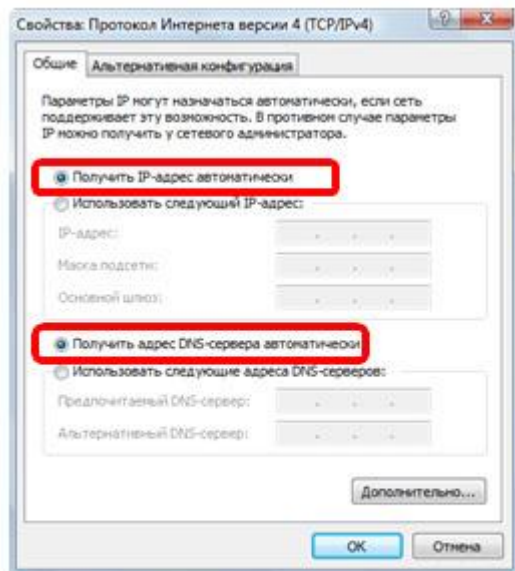 Свойства: Протокол Интернета версии 4 (TCP/IPv4)
Общие
Альтернативная конфигурация
Параметры IP могут назначаться автоматически, если сеть
поддерживает эту возможность. В противном случае параметры
IP можно получить у сетевого администратора.
Получить IP-адрес автоматически
Использовать следующий IP-адрес:
IP-адрес:
Маска подсети:
Основной шлюз:
Получить адрес DNS-сервера автоматически
Использовать следующие адреса DNS-серверов:
Предпочитаемый DNS-сервер:
Альтернативный DNS-сервер:
Дополнительно...
ОК
Отмена